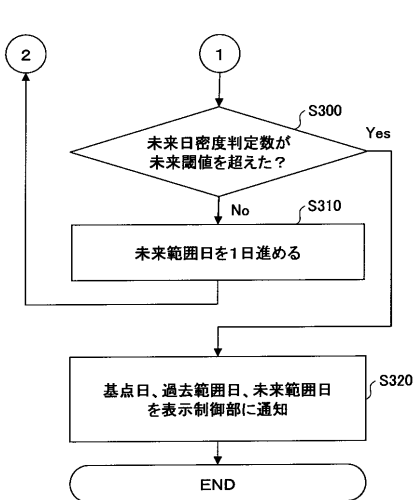 2
1
S300
未来日密度判定数が
未来閾値を超えた？
Yes
No
S310
未来範囲日を1日進める
S320
基点日、過去範囲日、未来範囲日
を表示制御部に通知
END